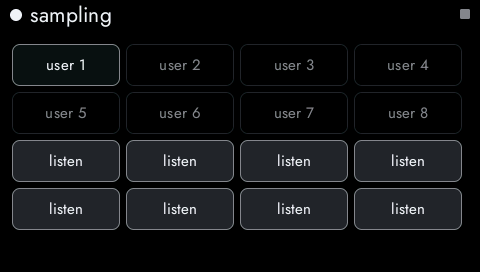 sampling
user 1 user 2 user 3 user 4
user 5 user 6 user 7 user 8
listen listen listen listen
listen listen listen listen